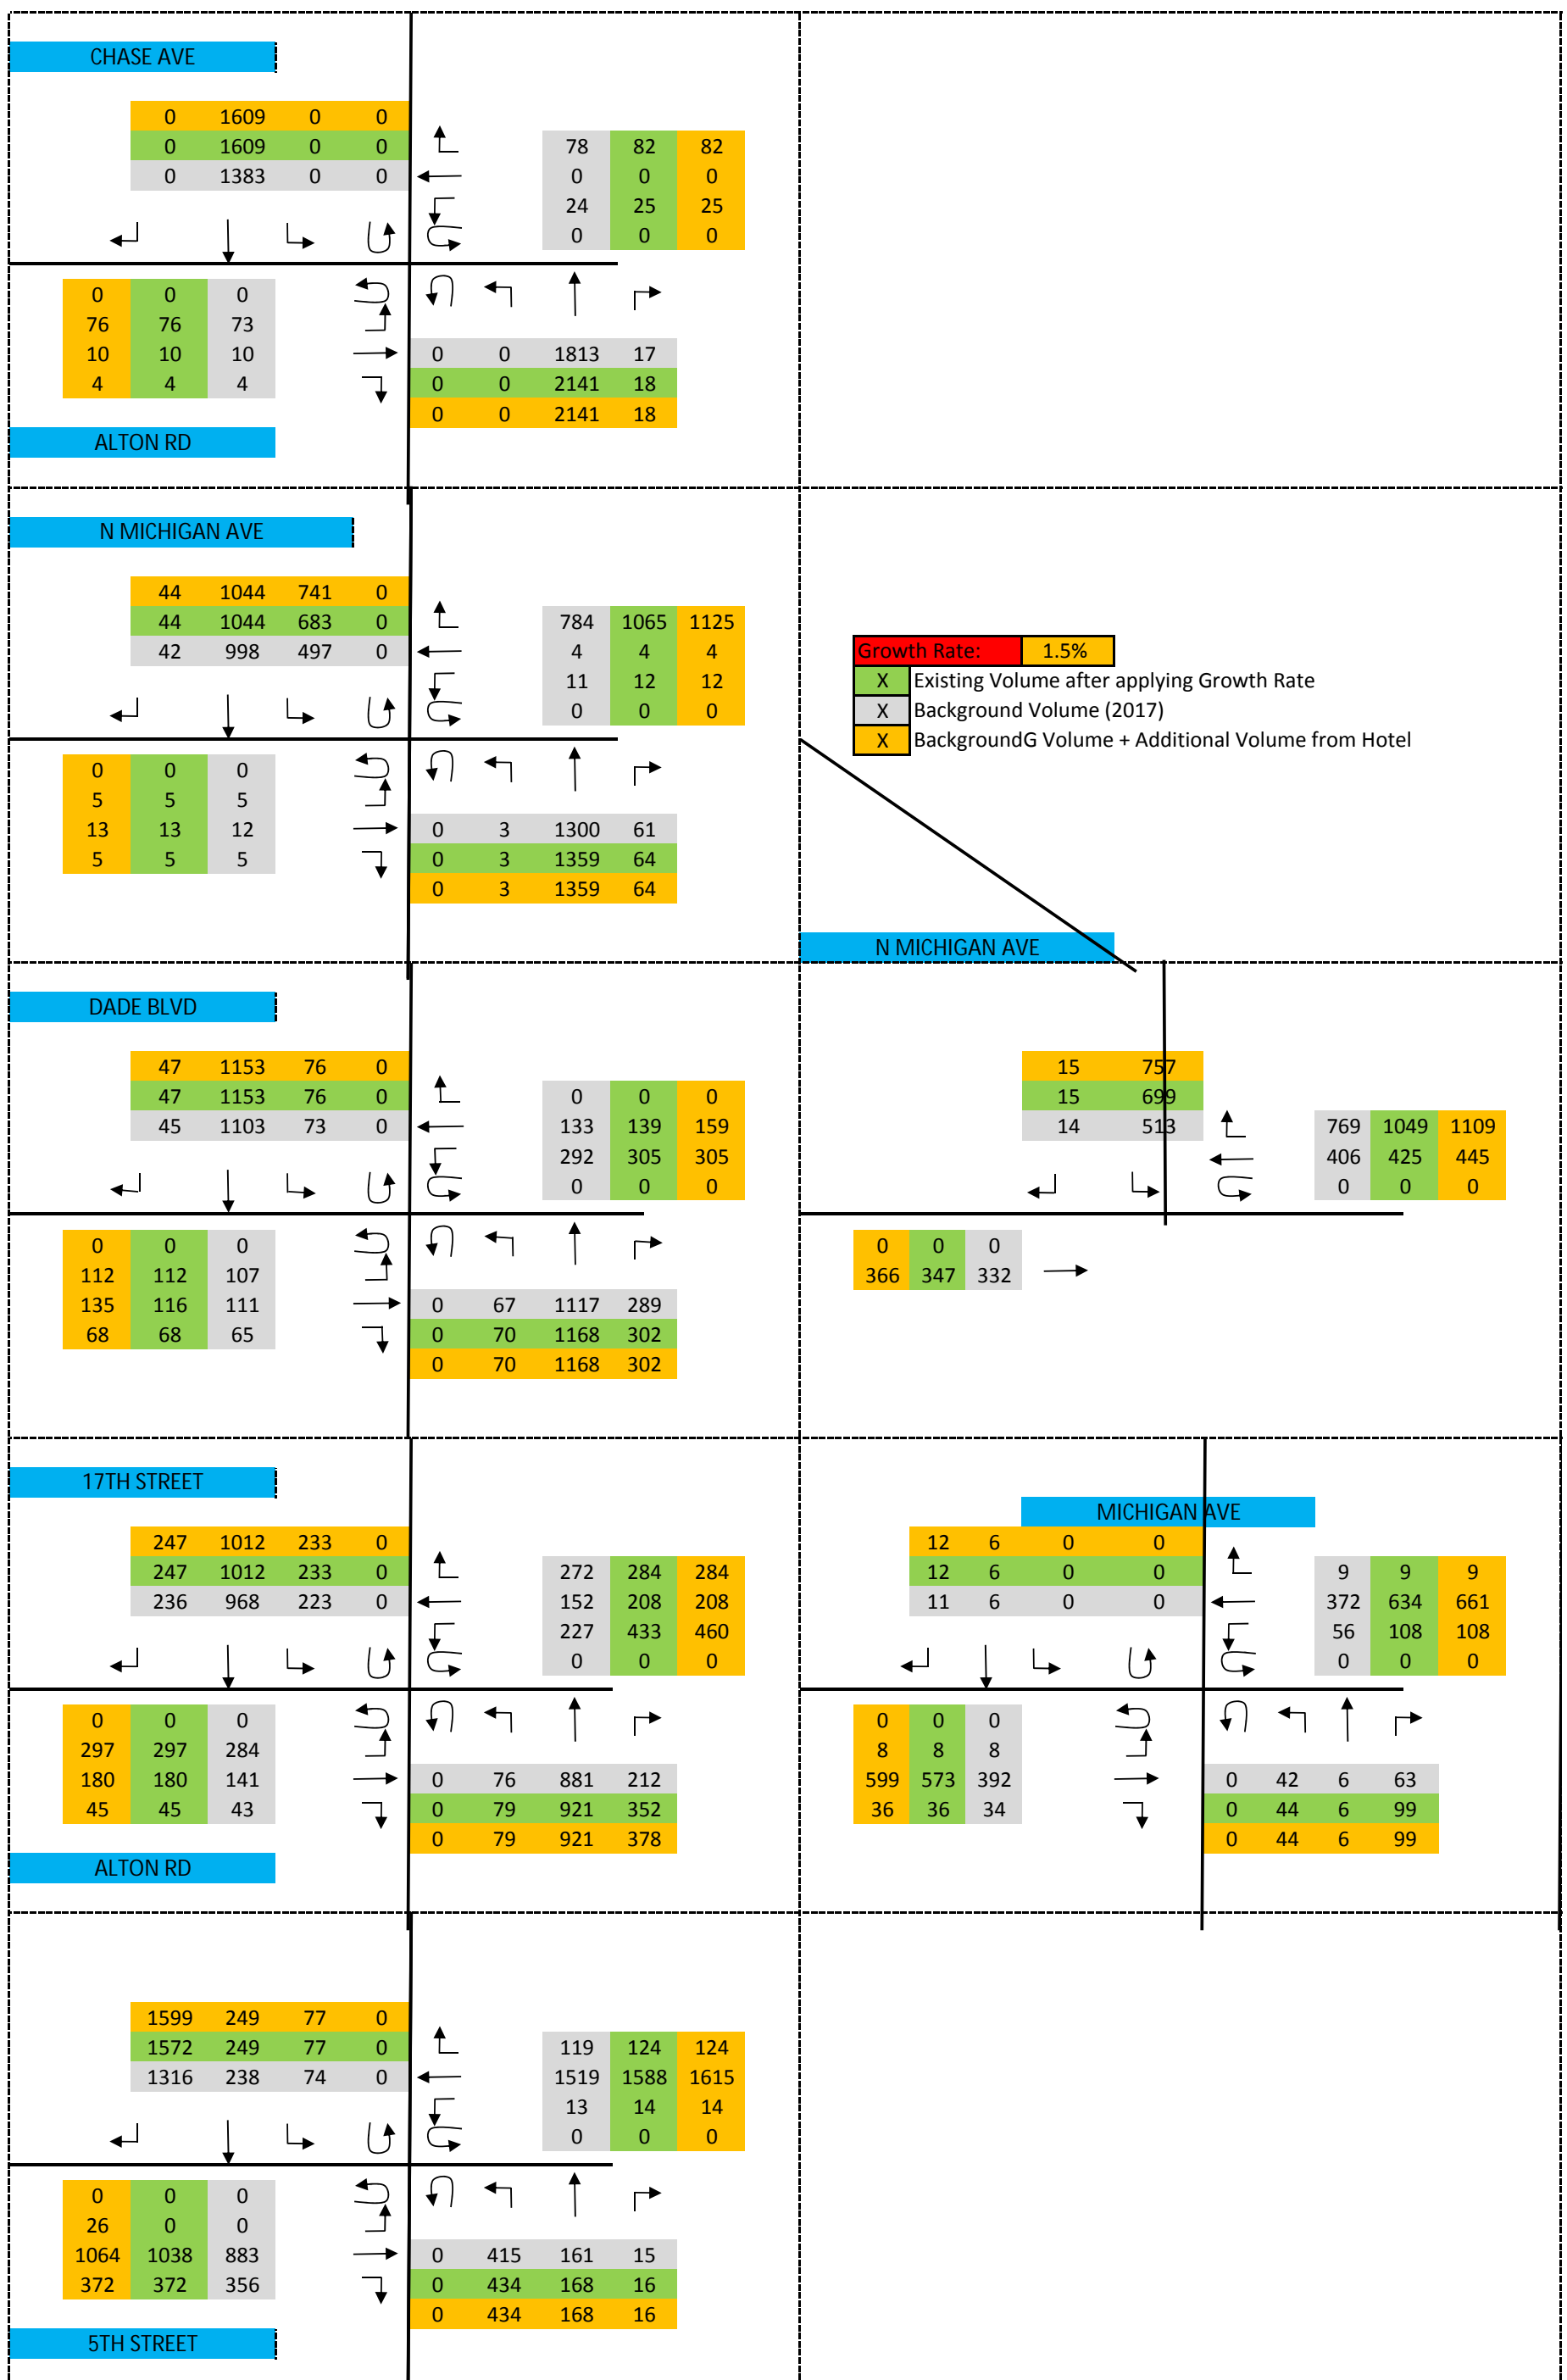 CHASE AVE
0 1609 0 0
0 1609 0 0
0 1383 0 0
78 82 82
0 0 0
24 25 25
0 0 0
0 0 0
76 76 73
10 10 10
4 4 4
0 0 1813 17
0 0 2141 18
0 0 2141 18
ALTON RD
N MICHIGAN AVE
44 1044 741 0
44 1044 683 0
42 998 497 0
784 1065 1125
4 4 4
11 12 12
0 0 0
0 0 0
5 5 5
13 13 12
5 5 5
0 3 1300 61
0 3 1359 64
0 3 1359 64
Growth Rate: 1.5%
X Existing Volume after applying Growth Rate
X Background Volume (2017)
X BackgroundG Volume + Additional Volume from Hotel
N MICHIGAN AVE
DADE BLVD
47 1153 76 0
47 1153 76 0
45 1103 73 0
0 0 0
133 139 159
292 305 305
0 0 0
0 0 0
112 112 107
135 116 111
68 68 65
0 67 1117 289
0 70 1168 302
0 70 1168 302
15 757
15 699
14 513
769 1049 1109
406 425 445
0 0 0
0 0 0
366 347 332
17TH STREET
247 1012 233 0
247 1012 233 0
236 968 223 0
272 284 284
152 208 208
227 433 460
0 0 0
0 0 0
297 297 284
180 180 141
45 45 43
0 76 881 212
0 79 921 352
0 79 921 378
ALTON RD
MICHIGAN AVE
12 6 0 0
12 6 0 0
11 6 0 0
9 9 9
372 634 661
56 108 108
0 0 0
0 0 0
8 8 8
599 573 392
36 36 34
0 42 6 63
0 44 6 99
0 44 6 99
1599 249 77 0
1572 249 77 0
1316 238 74 0
119 124 124
1519 1588 1615
13 14 14
0 0 0
0 0 0
26 0 0
1064 1038 883
372 372 356
0 415 161 15
0 434 168 16
0 434 168 16
5TH STREET